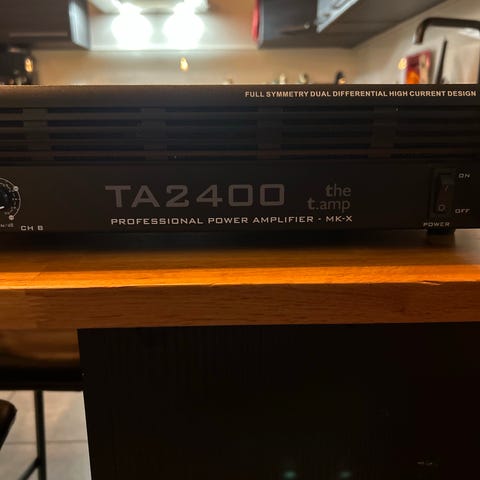 FULL SYMMETRY DUAL DIFFERENTIAL HIGH CURRENT DESIGN
TA2400
the
t.amp
PROFESSIONAL POWER AMPLIFIER - MK-X
CH B
ON
OFF
POWER